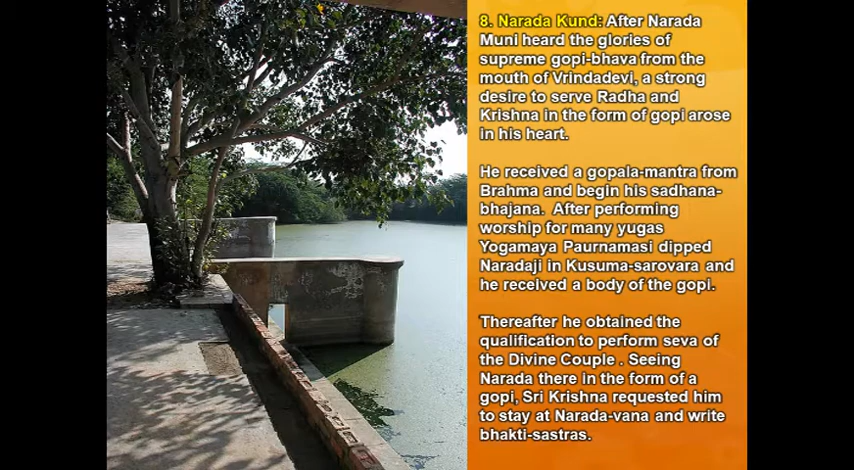 8. Narada Kund: After Narada
Muni heard the glories of
supreme gopi-bhava from the
mouth of Vrindadevi, a strong
desire to serve Radha and
Krishna in the form of gopi arose
in his heart.
He received a gopala-mantra from
Brahma and begin his sadhana-
bhajana.  After performing
worship for many yugas
Yogamaya Paurnamasi dipped
Naradaji in Kusuma-sarovara and
he received a body of the gopi.
Thereafter he obtained the
qualification to perform seva of
the Divine Couple . Seeing
Narada there in the form of a
gopi, Sri Krishna requested him
to stay at Narada-vana and write
bhakti-sastras.